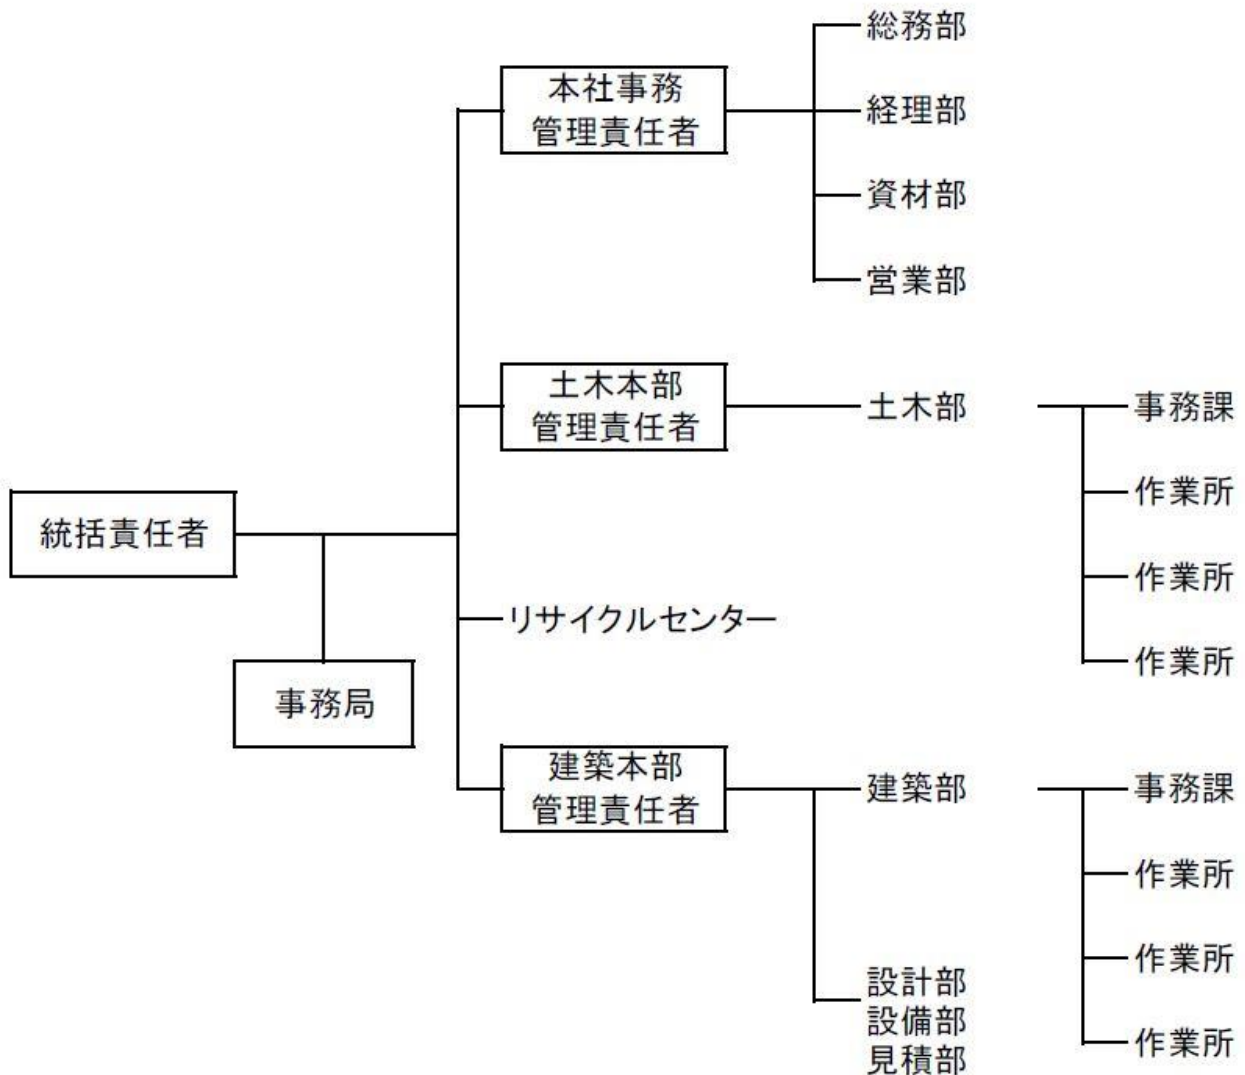 総務部
本社事務
管理責任者
経理部
資材部
営業部
土木本部
管理責任者
土木部
事務課
作業所
作業所
作業所
統括責任者
リサイクルセンター
事務局
建築本部
管理責任者
建築部
事務課
作業所
作業所
作業所
設計部
設備部
見積部